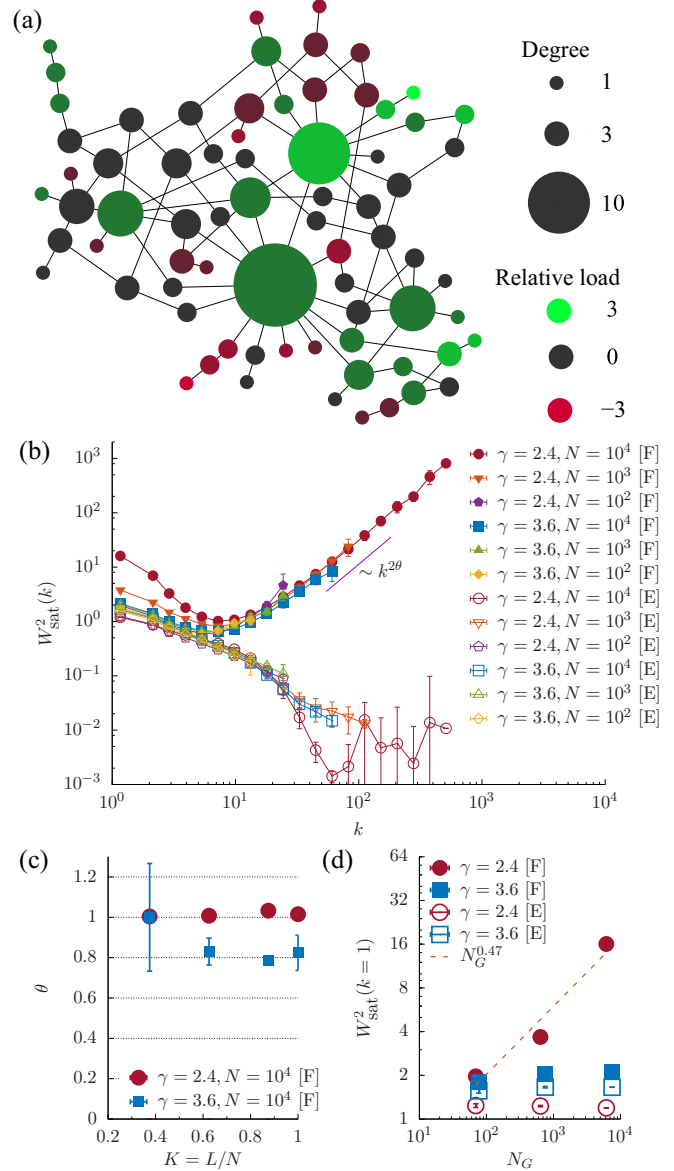 (a)
Degree
1
3
10
Relative load
3
0
−3
(b)
10^3
10^2
10^1
10^0
10^−1
10^−2
10^−3
W^2_sat(k)
∼ k^{2θ}
10^0 10^1 10^2 10^3 10^4
k
γ = 2.4, N = 10^4 [F]
γ = 2.4, N = 10^3 [F]
γ = 2.4, N = 10^2 [F]
γ = 3.6, N = 10^4 [F]
γ = 3.6, N = 10^3 [F]
γ = 3.6, N = 10^2 [F]
γ = 2.4, N = 10^4 [E]
γ = 2.4, N = 10^3 [E]
γ = 2.4, N = 10^2 [E]
γ = 3.6, N = 10^4 [E]
γ = 3.6, N = 10^3 [E]
γ = 3.6, N = 10^2 [E]
(c)
1.2
1
0.8
0.6
0.4
0.2
0
θ
γ = 2.4, N = 10^4 [F]
γ = 3.6, N = 10^4 [F]
0.2 0.4 0.6 0.8 1
K = L/N
(d)
64
32
16
8
4
2
1
W^2_sat(k = 1)
γ = 2.4 [F]
γ = 3.6 [F]
γ = 2.4 [E]
γ = 3.6 [E]
N_G^0.47
10^1 10^2 10^3 10^4
N_G